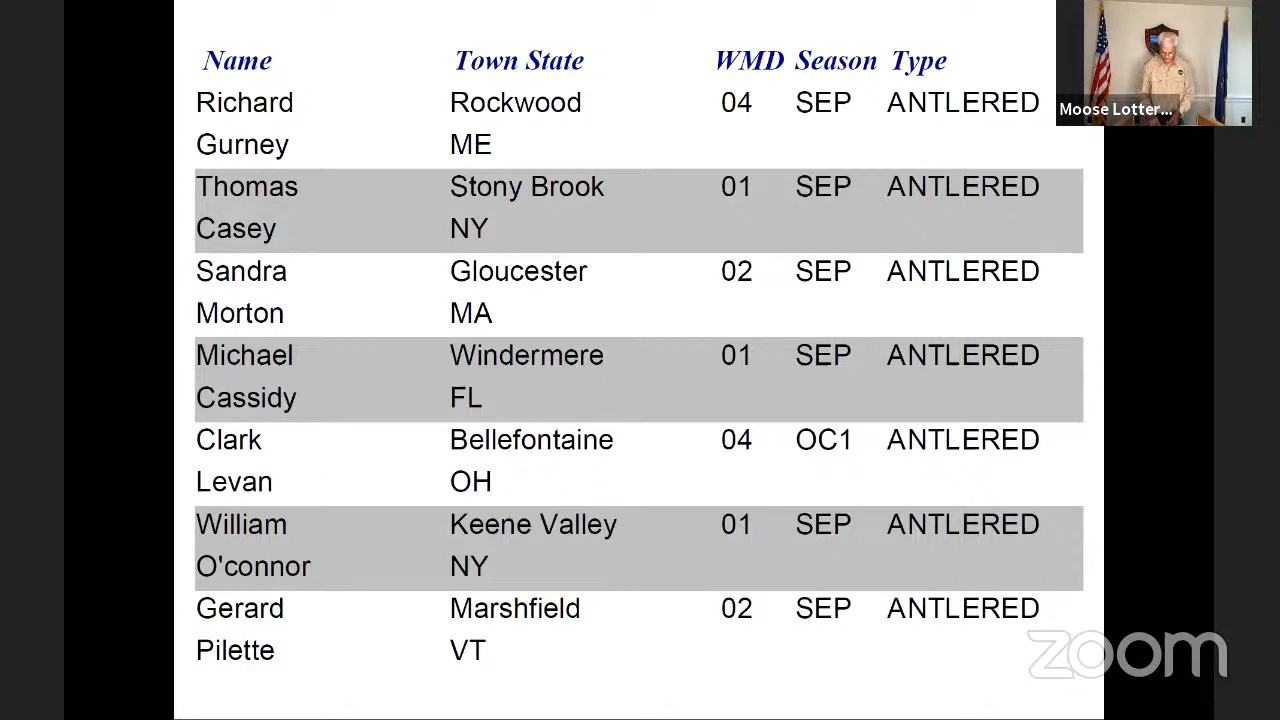 Name Town State WMD Season Type
Richard Rockwood 04 SEP ANTLERED
Gurney ME
Thomas Stony Brook 01 SEP ANTLERED
Casey NY
Sandra Gloucester 02 SEP ANTLERED
Morton MA
Michael Windermere 01 SEP ANTLERED
Cassidy FL
Clark Bellefontaine 04 OC1 ANTLERED
Levan OH
William Keene Valley 01 SEP ANTLERED
O'connor NY
Gerard Marshfield 02 SEP ANTLERED
Pilette VT
Moose Lotter...
zoom